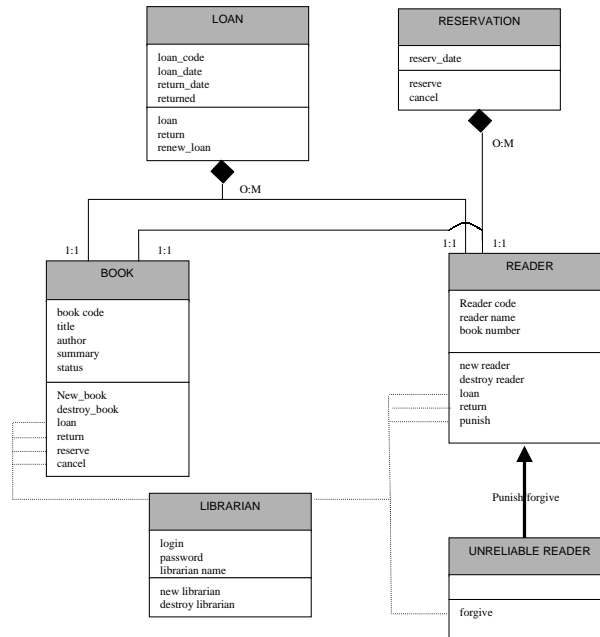 LOAN
loan_code
loan_date
return_date
returned
loan
return
renew_loan
RESERVATION
reserv_date
reserve
cancel
O:M
O:M
1:1
1:1
1:1
1:1
BOOK
book code
title
author
summary
status
New_book
destroy_book
loan
return
reserve
cancel
READER
Reader code
reader name
book number
new reader
destroy reader
loan
return
punish
Punish forgive
LIBRARIAN
login
password
librarian name
new librarian
destroy librarian
UNRELIABLE READER
forgive